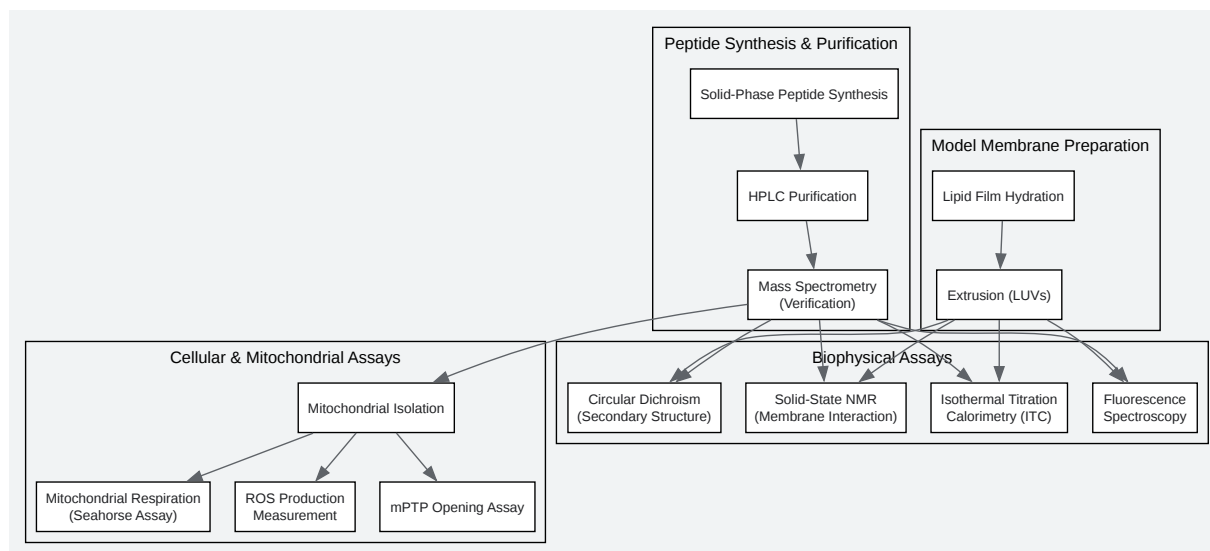 Peptide Synthesis & Purification
Solid-Phase Peptide Synthesis
HPLC Purification
Mass Spectrometry
(Verification)
Model Membrane Preparation
Lipid Film Hydration
Extrusion (LUVs)
Cellular & Mitochondrial Assays
Mitochondrial Isolation
Mitochondrial Respiration
(Seahorse Assay)
ROS Production
Measurement
mPTP Opening Assay
Biophysical Assays
Circular Dichroism
(Secondary Structure)
Solid-State NMR
(Membrane Interaction)
Isothermal Titration
Calorimetry (ITC)
Fluorescence
Spectroscopy